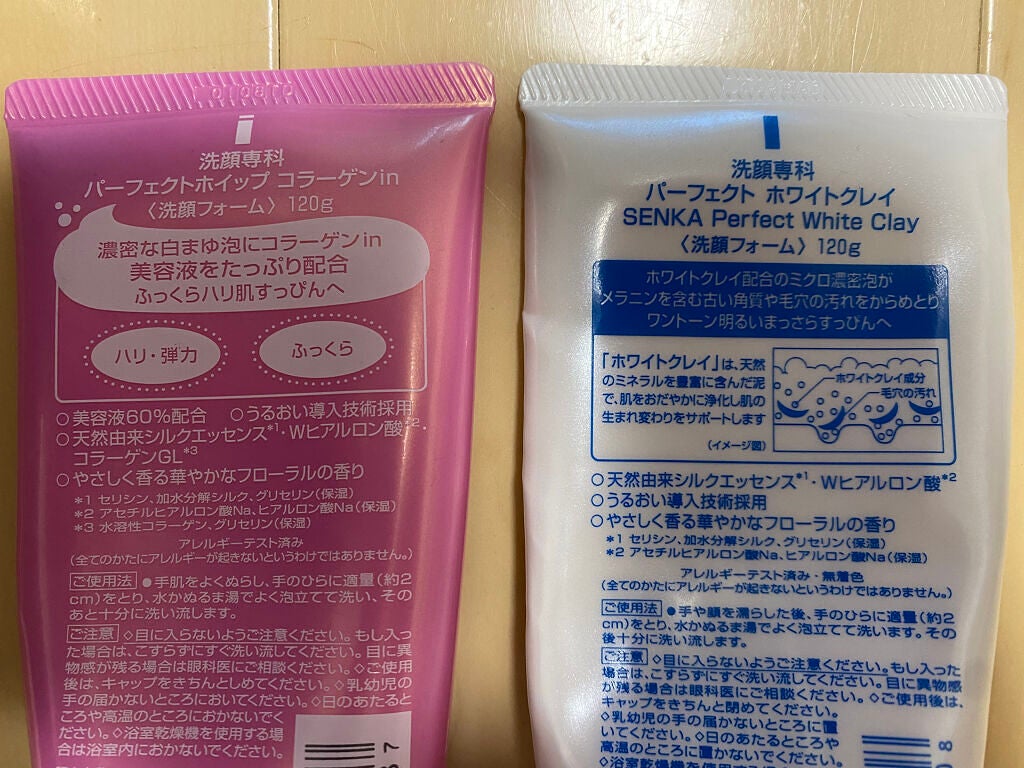 洗顔専科
パーフェクトホイップ コラーゲンin
〈洗顔フォーム〉 120g
濃密な白まゆ泡にコラーゲンin
美容液をたっぷり配合
ふっくらハリ肌すっぴんへ
ハリ・弾力
ふっくら
○美容液60%配合 ○うるおい導入技術採用
○天然由来シルクエッセンス*1・Wヒアルロン酸*2・
コラーゲンGL*3
○やさしく香る華やかなフローラルの香り
*1 セリシン、加水分解シルク、グリセリン(保湿)
*2 アセチルヒアルロン酸Na、ヒアルロン酸Na(保湿)
*3 水溶性コラーゲン、グリセリン(保湿)
アレルギーテスト済み
(全てのかたにアレルギーが起きないというわけではありません。)
ご使用法 ●手肌をよくぬらし、手のひらに適量(約2
cm)をとり、水かぬるま湯でよく泡立てて洗い、その
あと十分に洗い流します。
ご注意 ◇目に入らないようご注意ください。もし入っ
た場合は、こすらずにすぐ洗い流してください。目に異
物感が残る場合は眼科医にご相談ください。◇ご使用
後は、キャップをきちんとしめてください。◇乳幼児の
手の届かないところにおいてください。◇日のあたると
ころや高温のところにおかないでくだ
さい。◇浴室乾燥機を使用する場
合は浴室内におかないでください。
洗顔専科
パーフェクト ホワイトクレイ
SENKA Perfect White Clay
〈洗顔フォーム〉 120g
ホワイトクレイ配合のミクロ濃密泡が
メラニンを含む古い角質や毛穴の汚れをからめとり
ワントーン明るいまっさらすっぴんへ
「ホワイトクレイ」は、天然
のミネラルを豊富に含んだ泥
で、肌をおだやかに浄化し肌の
生まれ変わりをサポートします
(イメージ図)
ホワイトクレイ成分
毛穴の汚れ
○天然由来シルクエッセンス*1・Wヒアルロン酸*2
○うるおい導入技術採用
○やさしく香る華やかなフローラルの香り
*1 セリシン、加水分解シルク、グリセリン(保湿)
*2 アセチルヒアルロン酸Na、ヒアルロン酸Na(保湿)
アレルギーテスト済み・無着色
(全てのかたにアレルギーが起きないというわけではありません。)
ご使用法 ●手や顔を濡らした後、手のひらに適量(約2
cm)をとり、水かぬるま湯でよく泡立てて洗います。その
後十分に洗い流します。
ご注意 ◇目に入らないようご注意ください。もし入った
場合は、こすらずにすぐ洗い流してください。目に異物感
が残る場合は眼科医にご相談ください。◇ご使用後は、
キャップをきちんと閉めてください。
◇乳幼児の手の届かないところに置
いてください。◇日のあたるところや
高温のところに置かないでください。